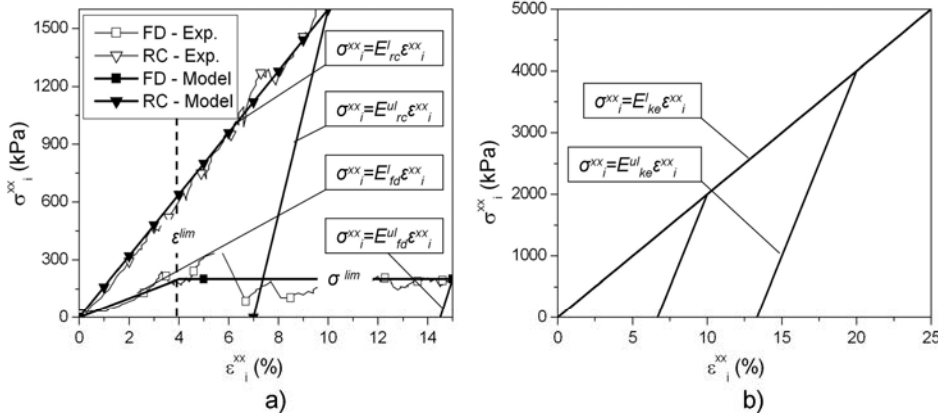 1500
1200
900
600
300
0
σ^xx_i (kPa)
FD - Exp.
RC - Exp.
FD - Model
RC - Model
σ^xx_i=E^l_rc ε^xx_i
σ^xx_i=E^ul_rc ε^xx_i
σ^xx_i=E^l_fd ε^xx_i
σ^xx_i=E^ul_fd ε^xx_i
ε^lim
σ^lim
0 2 4 6 8 10 12 14
ε^xx_i (%)
a)
5000
4000
3000
2000
1000
0
σ^xx_i (kPa)
σ^xx_i=E^l_ke ε^xx_i
σ^xx_i=E^ul_ke ε^xx_i
0 5 10 15 20 25
ε^xx_i (%)
b)